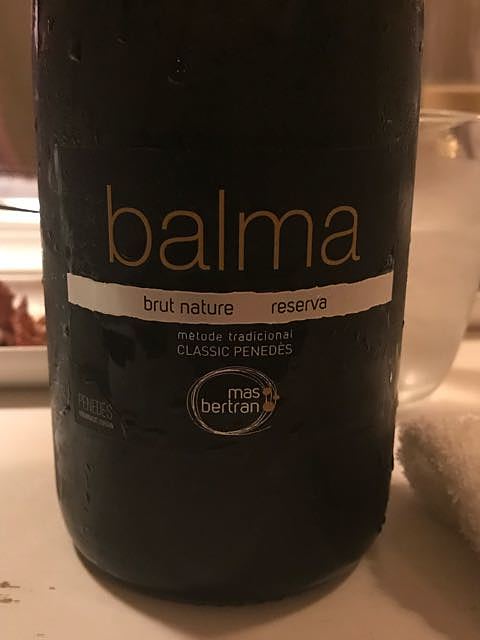 balma
brut nature reserva
mètode tradicional
CLASSIC PENEDÈS
mas
bertran
PENEDÈS